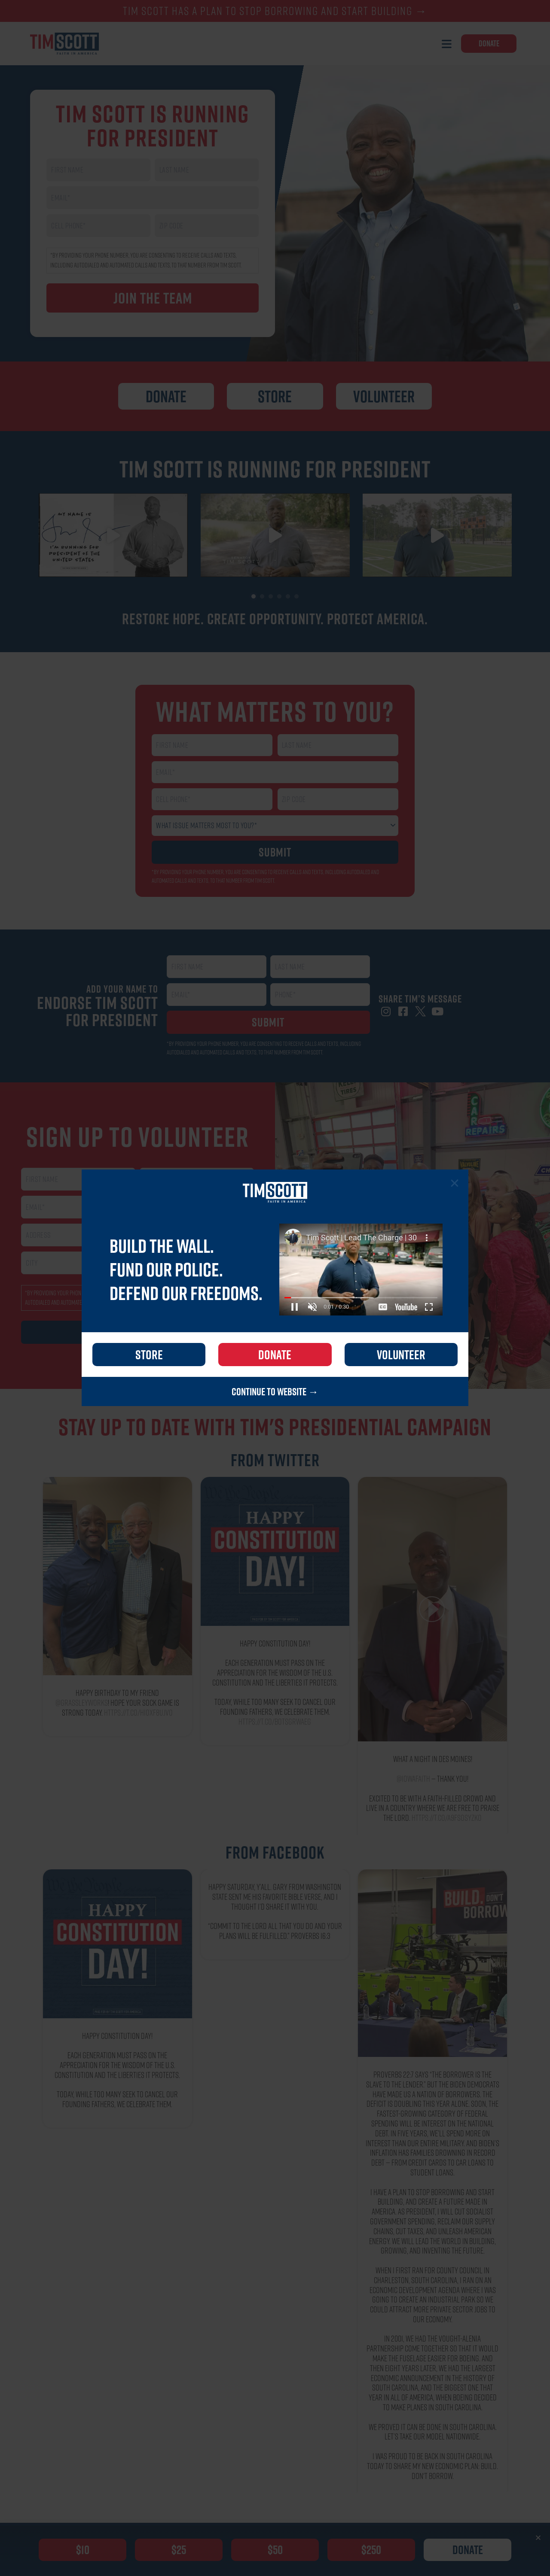 TIM SCOTT HAS A PLAN TO STOP BORROWING AND START BUILDING →
TIM SCOTT
FAITH IN AMERICA
DONATE
TIM SCOTT IS RUNNING
FOR PRESIDENT
JOIN THE TEAM
DONATE
STORE
VOLUNTEER
TIM SCOTT IS RUNNING FOR PRESIDENT
MY NAME IS
I'M RUNNING FOR
PRESIDENT OF THE
UNITED STATES
RESTORE HOPE. CREATE OPPORTUNITY. PROTECT AMERICA.
WHAT MATTERS TO YOU?
WHAT ISSUE MATTERS MOST TO YOU?*
SUBMIT
ADD YOUR NAME TO
ENDORSE TIM SCOTT
FOR PRESIDENT
SUBMIT
SHARE TIM'S MESSAGE
SIGN UP TO VOLUNTEER
CAR
REPAIRS
TIM SCOTT
FAITH IN AMERICA
BUILD THE WALL.
FUND OUR POLICE.
DEFEND OUR FREEDOMS.
Tim Scott | Lead The Charge | 30
0:01 / 0:30
YouTube
STORE
DONATE
VOLUNTEER
CONTINUE TO WEBSITE →
STAY UP TO DATE WITH TIM'S PRESIDENTIAL CAMPAIGN
FROM TWITTER
HAPPY BIRTHDAY TO MY FRIEND
HOPE YOUR GOLF GAME IS
STRONG TODAY.
HAPPY
CONSTITUTION
DAY!
HAPPY CONSTITUTION DAY!
EACH GENERATION MUST PASS ON THE
APPRECIATION FOR THE WISDOM OF THE U.S.
CONSTITUTION AND THE LIBERTIES IT PROTECTS.
TODAY, WHILE TOO MANY SEEK TO CANCEL OUR
FOUNDING FATHERS, WE CELEBRATE THEM.
WHAT A NIGHT IN DES MOINES!
– THANK YOU!
EXCITED TO BE WITH A FAITH-FILLED CROWD AND
LIVE IN A COUNTRY WHERE WE ARE FREE TO PRAISE
THE LORD.
FROM FACEBOOK
HAPPY
CONSTITUTION
DAY!
HAPPY CONSTITUTION DAY!
EACH GENERATION MUST PASS ON THE
APPRECIATION FOR THE WISDOM OF THE U.S.
CONSTITUTION AND THE LIBERTIES IT PROTECTS.
TODAY, WHILE TOO MANY SEEK TO CANCEL OUR
FOUNDING FATHERS, WE CELEBRATE THEM.
HAPPY SATURDAY, Y'ALL. GARY FROM WASHINGTON
STATE SENT ME HIS FAVORITE BIBLE VERSE, AND I
THOUGHT I'D SHARE IT WITH YOU.
"COMMIT TO THE LORD ALL THAT YOU DO AND YOUR
PLANS WILL BE FULFILLED." PROVERBS 16:3
BUILD. DON'T
BORROW
PROVERBS 22:7 SAYS "THE BORROWER IS THE
SLAVE TO THE LENDER." BUT THE BIDEN DEMOCRATS
HAVE MADE US A NATION OF BORROWERS. THE
DEFICIT IS DOUBLING THIS YEAR ALONE. SOON, THE
FASTEST-GROWING CATEGORY OF FEDERAL
SPENDING WILL BE INTEREST ON THE NATIONAL
DEBT. IN FIVE YEARS, WE'LL SPEND MORE ON
INTEREST THAN OUR ENTIRE MILITARY. AND BIDEN'S
INFLATION HAS FAMILIES DROWNING IN RECORD
DEBT — FROM CREDIT CARDS TO CAR LOANS TO
STUDENT LOANS.
I HAVE A PLAN TO STOP BORROWING AND START
BUILDING, AND CREATE A FUTURE MADE IN
AMERICA. AS PRESIDENT, I WILL CUT SOCIALIST
GOVERNMENT SPENDING, RECLAIM OUR SUPPLY
CHAINS, CUT TAXES, AND UNLEASH AMERICAN
ENERGY. WE WILL LEAD THE WORLD IN BUILDING,
GROWING, AND INVENTING THE FUTURE.
WHEN I FIRST RAN FOR COUNTY COUNCIL IN
CHARLESTON, SOUTH CAROLINA, I RAN ON AN
ECONOMIC DEVELOPMENT AGENDA WHERE I WAS
GOING TO CREATE AN INDUSTRIAL PARK SO WE
COULD ATTRACT MORE PRIVATE SECTOR JOBS TO
OUR ECONOMY.
IN 2001, WE HAD THE VOUGHT-ALENIA
PARTNERSHIP COME TOGETHER SO THAT IT WOULD
MAKE THE FUSELAGE EASIER FOR BOEING. AND
THEN EIGHT YEARS LATER, WE HAD THE LARGEST
ECONOMIC ANNOUNCEMENT IN THE HISTORY OF
SOUTH CAROLINA, AND THE BIGGEST ONE THAT
YEAR IN ALL OF AMERICA, WHEN BOEING DECIDED
TO MAKE PLANES IN SOUTH CAROLINA.
WE PROVED IT CAN BE DONE IN SOUTH CAROLINA.
LET'S TAKE OUR MODEL NATIONWIDE.
I WAS PROUD TO BE BACK IN SOUTH CAROLINA
TODAY TO SHARE MY NEW ECONOMIC PLAN: BUILD,
DON'T BORROW.
$10
$25
$50
$250
DONATE